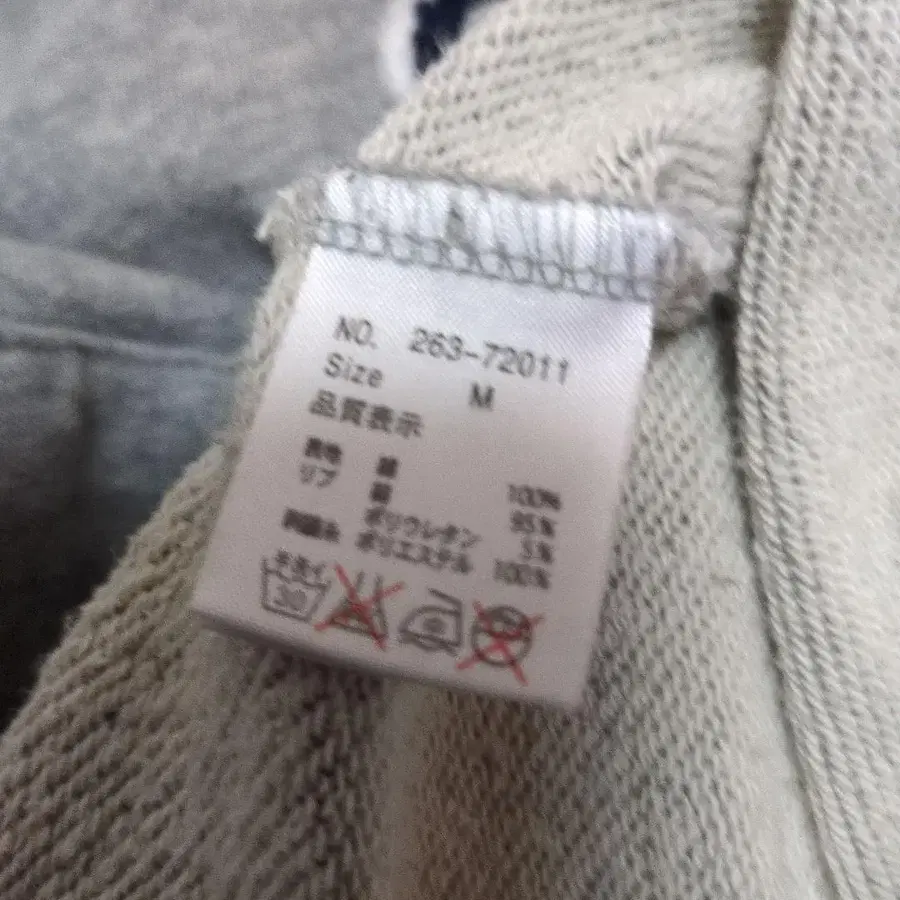 NO. 263-72011
Size M
品質表示
表地 綿 100%
リブ 綿 95%
ポリウレタン 5%
刺繍糸 ポリエステル 100%
30